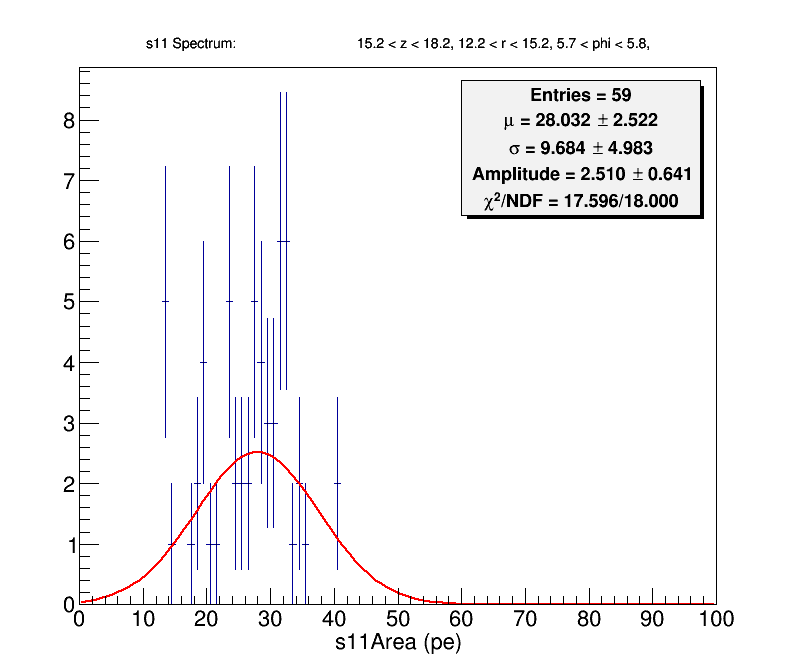 s11 Spectrum: 15.2 < z < 18.2, 12.2 < r < 15.2, 5.7 < phi < 5.8,
Entries = 59
μ = 28.032 ± 2.522
σ = 9.684 ± 4.983
Amplitude = 2.510 ± 0.641
χ²/NDF = 17.596/18.000
8
7
6
5
4
3
2
1
0
0 10 20 30 40 50 60 70 80 90 100
s11Area (pe)